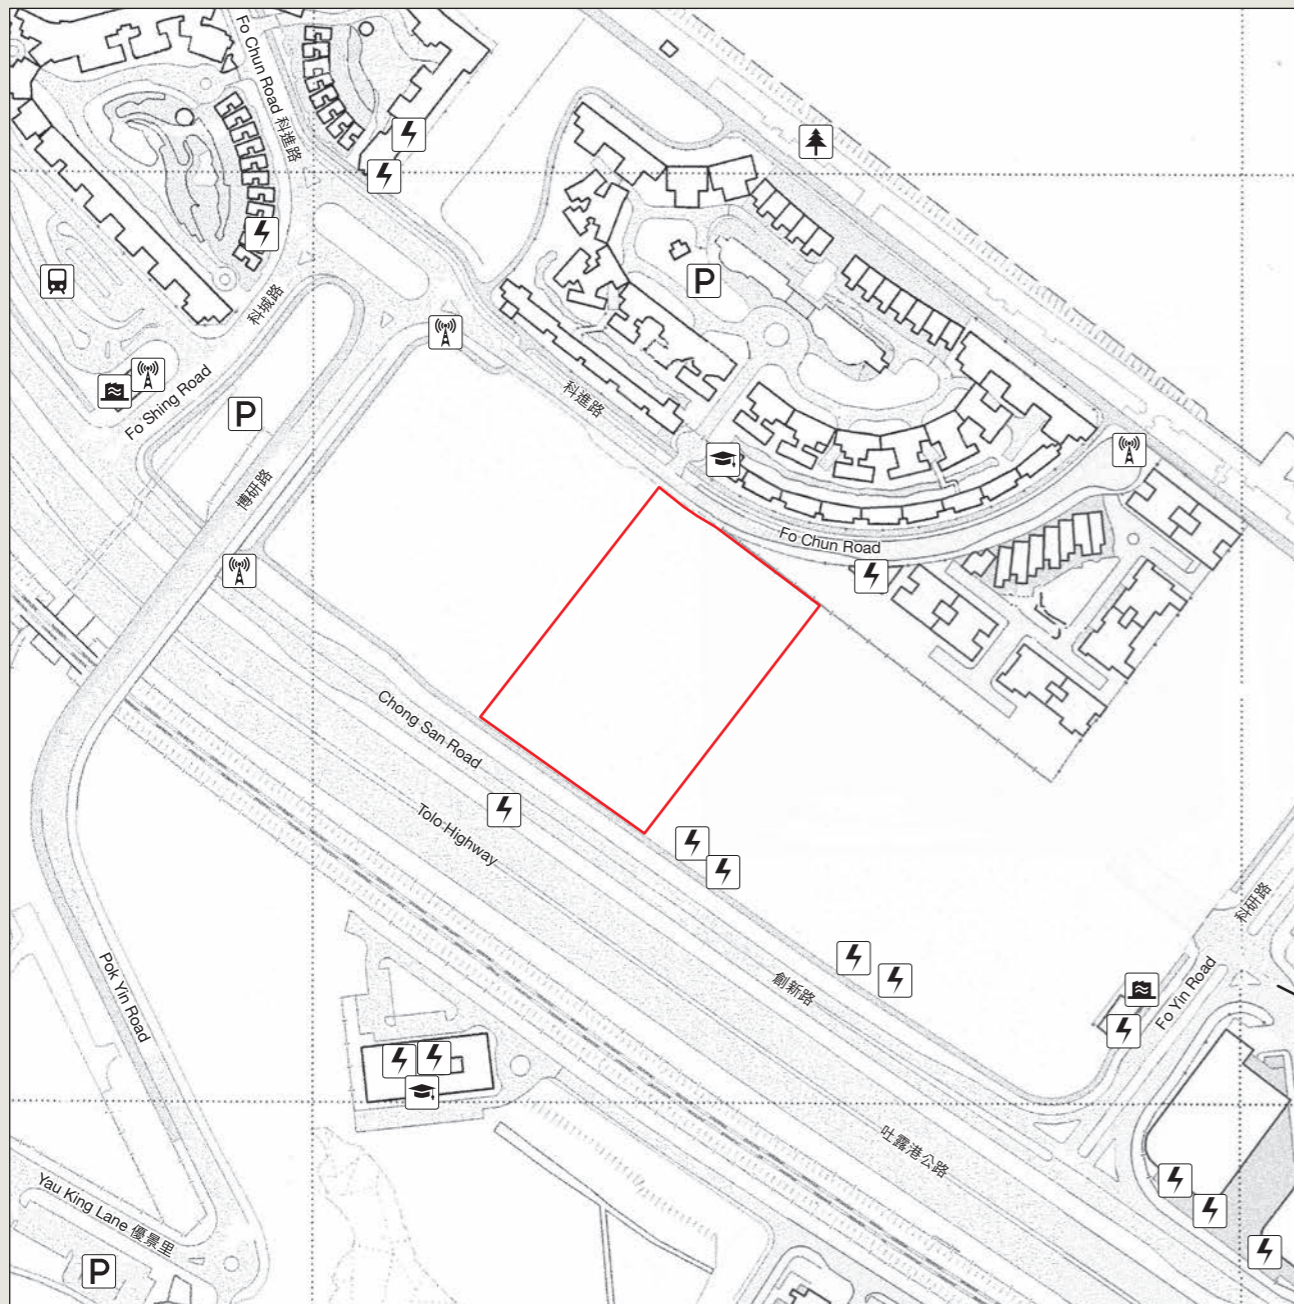 Fo Chun Road 科進路
科城路
Fo Shing Road
P
P
博研路
科進路
Fo Chun Road
Chong San Road
Tolo Highway
科研路
創新路
Fo Yin Road
Pok Yin Road
吐露港公路
Yau King Lane 優景里
P